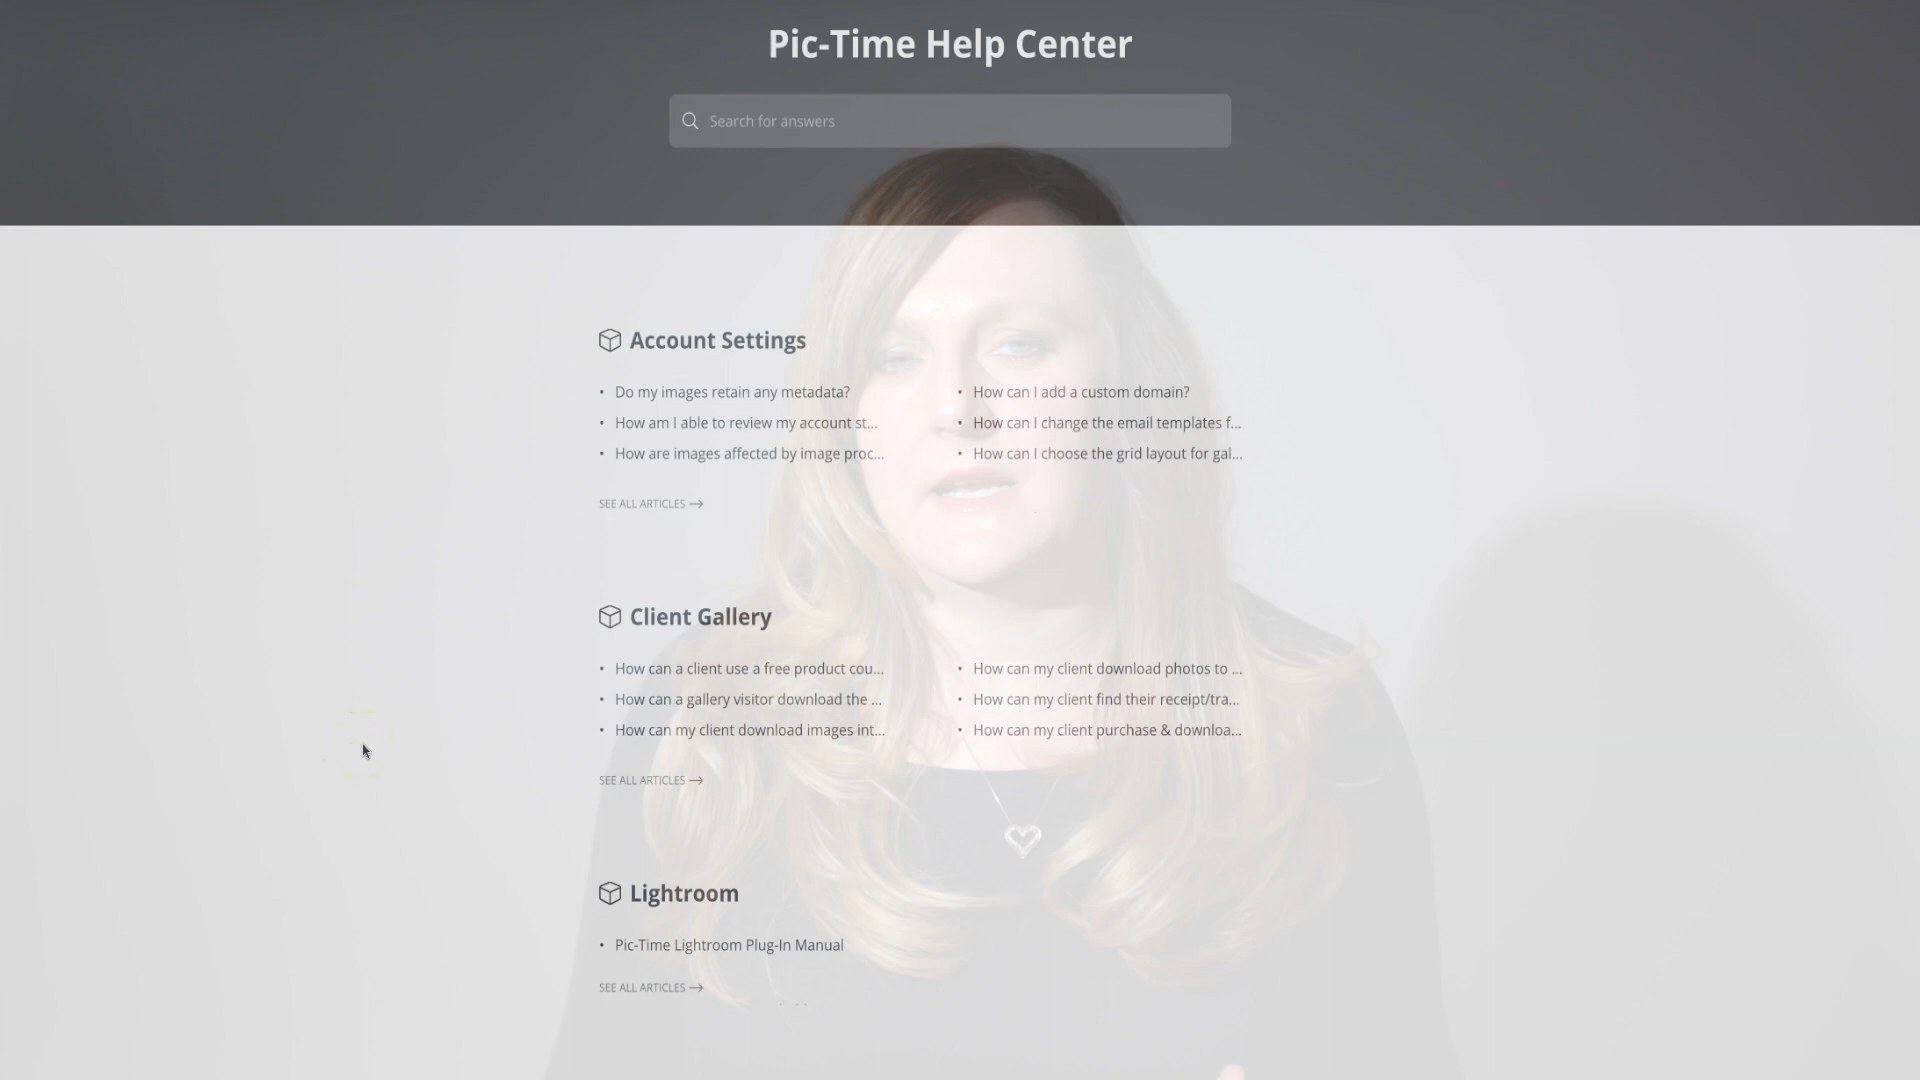 Pic-Time Help Center
Search for answers
Account Settings
• Do my images retain any metadata?
• How am I able to review my account st...
• How are images affected by image proc...
• How can I add a custom domain?
• How can I change the email templates f...
• How can I choose the grid layout for gal...
SEE ALL ARTICLES →
Client Gallery
• How can a client use a free product cou...
• How can a gallery visitor download the ...
• How can my client download images int...
• How can my client download photos to ...
• How can my client find their receipt/tra...
• How can my client purchase & downloa...
SEE ALL ARTICLES →
Lightroom
• Pic-Time Lightroom Plug-In Manual
SEE ALL ARTICLES →